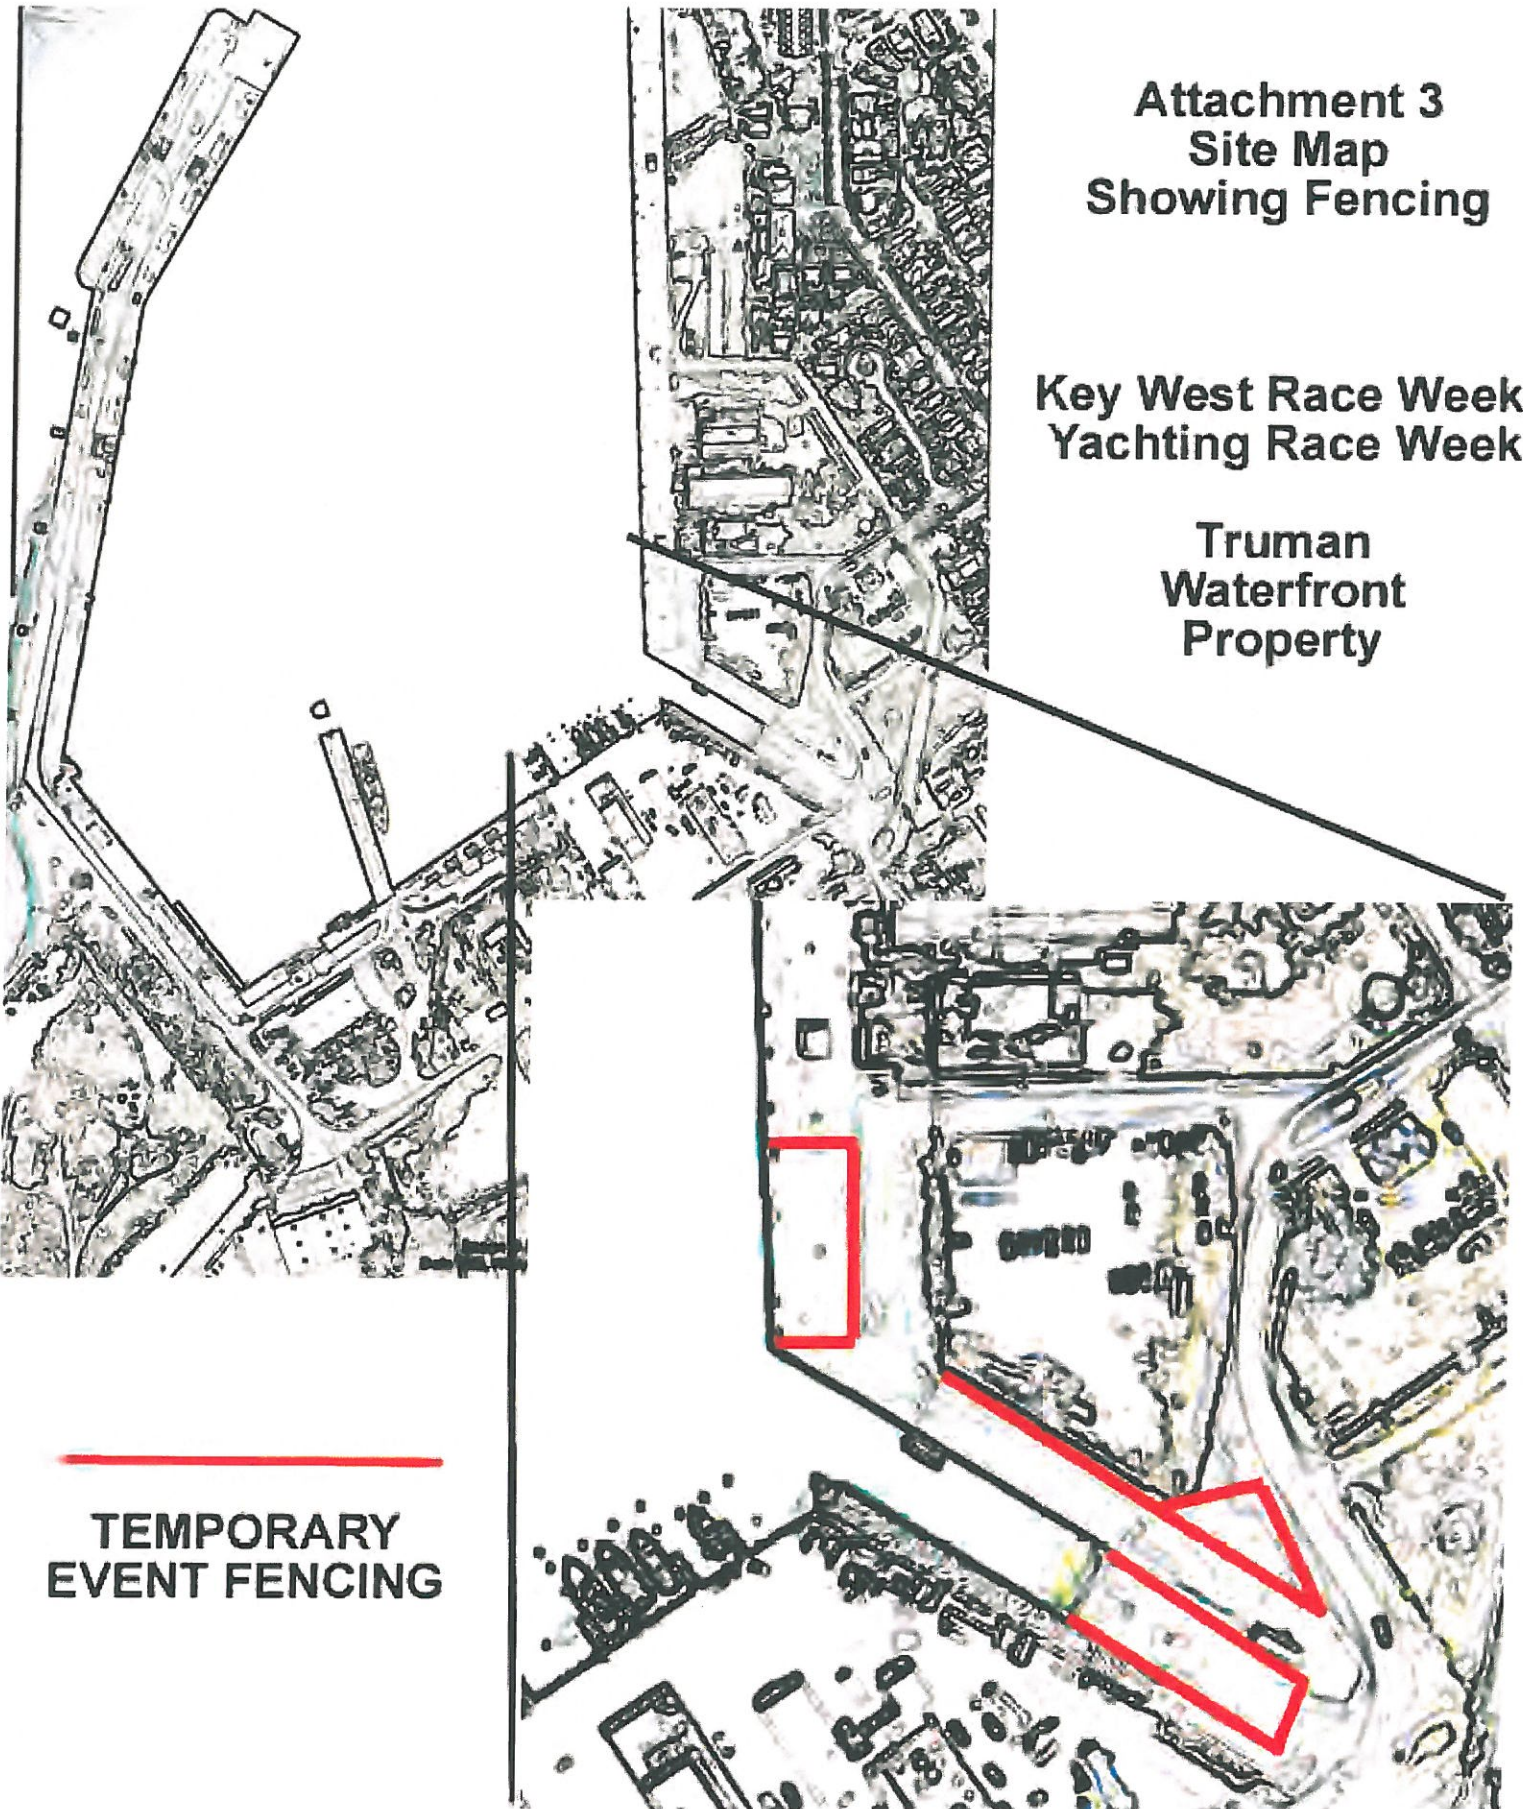 Attachment 3
Site Map
Showing Fencing
Key West Race Week
Yachting Race Week
Truman
Waterfront
Property
TEMPORARY
EVENT FENCING